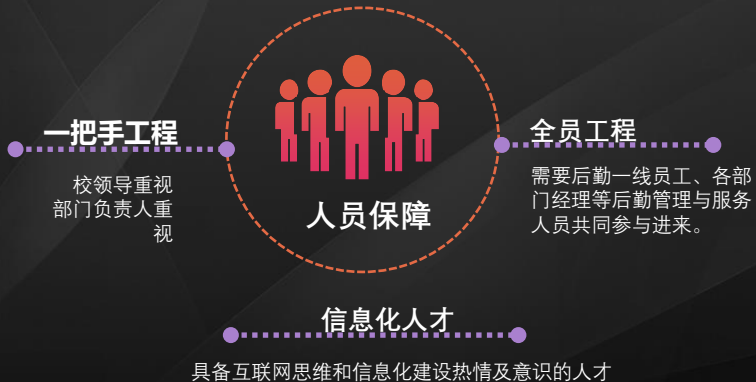 一把手工程
校领导重视
部门负责人重
视
人员保障
全员工程
需要后勤一线员工、各部
门经理等后勤管理与服务
人员共同参与进来。
信息化人才
具备互联网思维和信息化建设热情及意识的人才